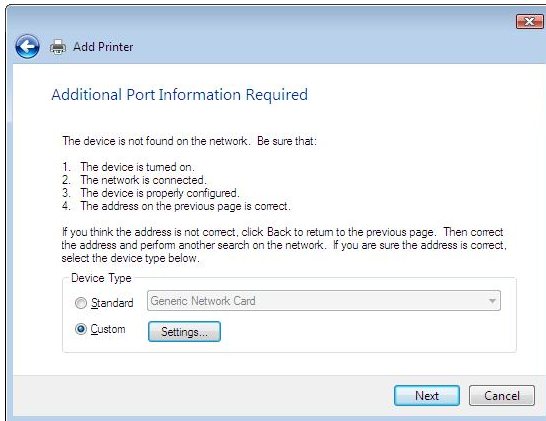 Add Printer
Additional Port Information Required
The device is not found on the network. Be sure that:
1. The device is turned on.
2. The network is connected.
3. The device is properly configured.
4. The address on the previous page is correct.
If you think the address is not correct, click Back to return to the previous page. Then correct
the address and perform another search on the network. If you are sure the address is correct,
select the device type below.
Device Type
Standard Generic Network Card
Custom Settings...
Next Cancel